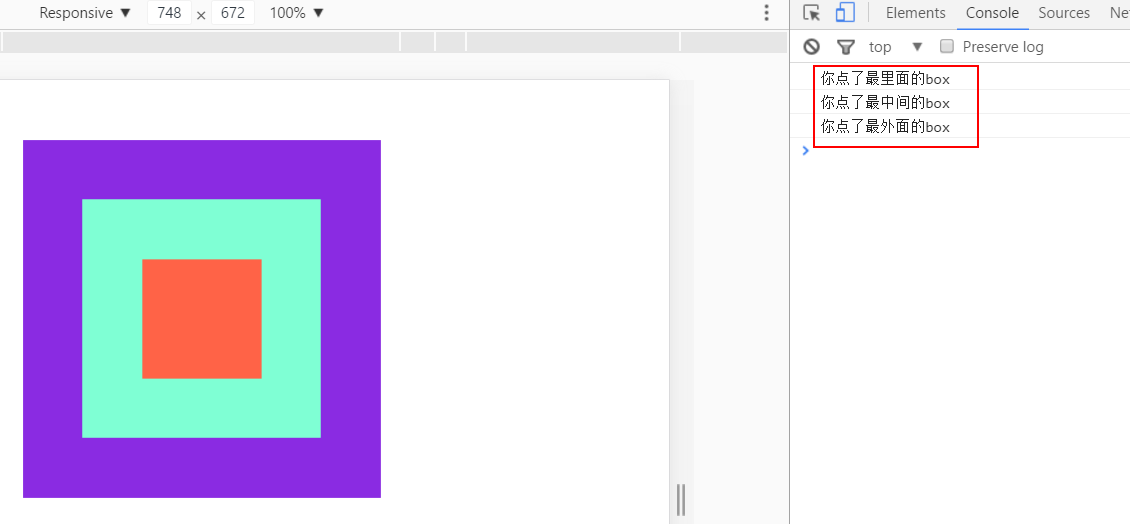 Responsive ▼ 748 × 672 100% ▼
Elements Console Sources Ne
top ▼ Preserve log
你点了最里面的box
你点了最中间的box
你点了最外面的box